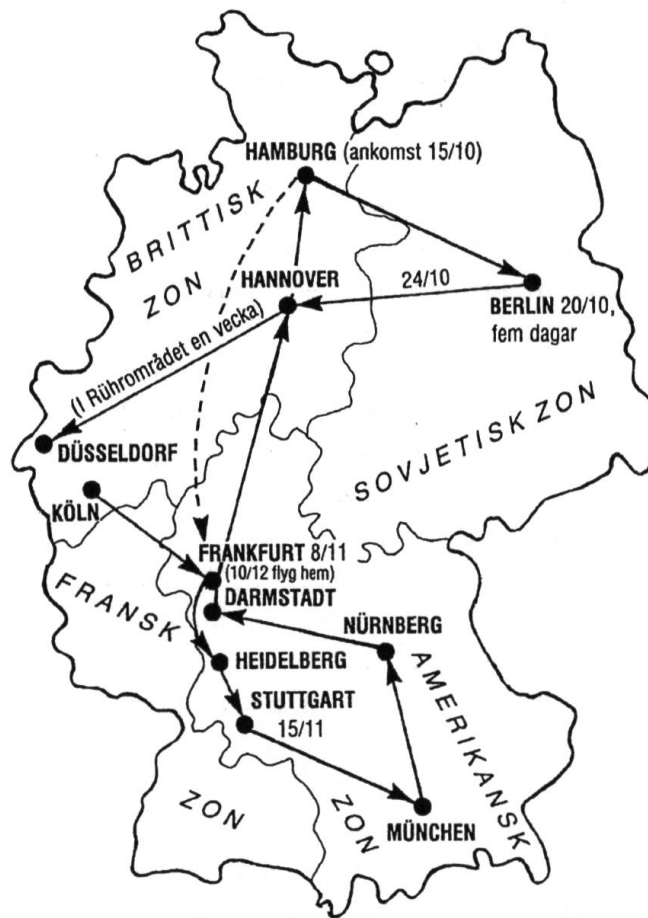 HAMBURG (ankomst 15/10)
BRITTISK
ZON
HANNOVER
24/10
BERLIN 20/10,
fem dagar
(I Rührområdet en vecka)
SOVJETISK ZON
DÜSSELDORF
KÖLN
FRANKFURT 8/11
(10/12 flyg hem)
DARMSTADT
FRANSK
NÜRNBERG
HEIDELBERG
AMERIKANSK
STUTTGART
15/11
ZON
ZON
MÜNCHEN